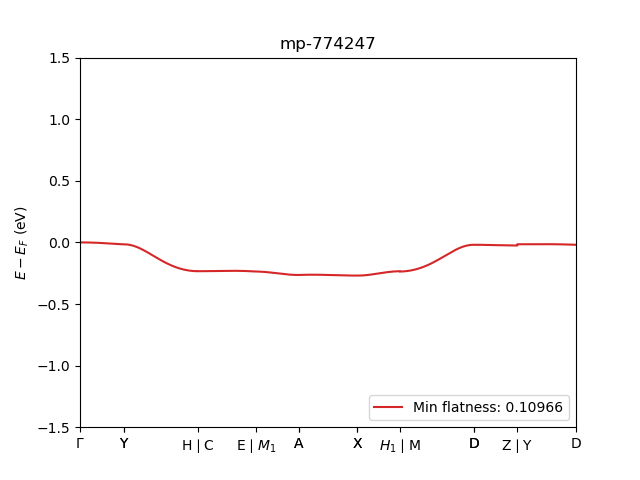 mp-774247
1.5
1.0
0.5
0.0
−0.5
−1.0
−1.5
E − E_F (eV)
Min flatness: 0.10966
Γ Y H | C E | M₁ A X H₁ | M D Z | Y D